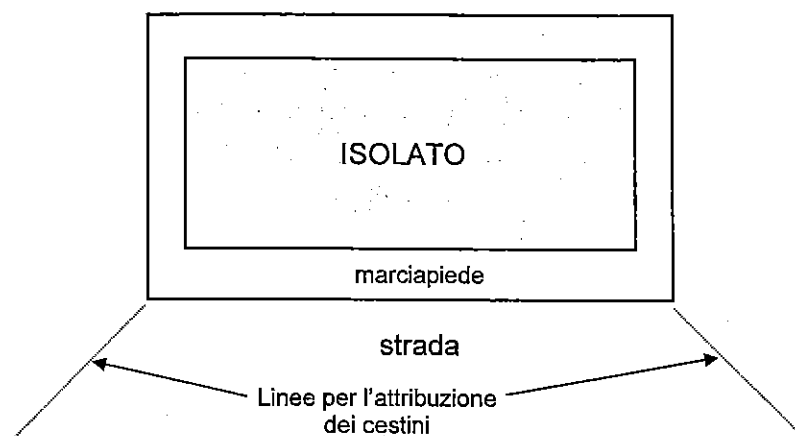 ISOLATO
marciapiede
strada
Linee per l'attribuzione
dei cestini